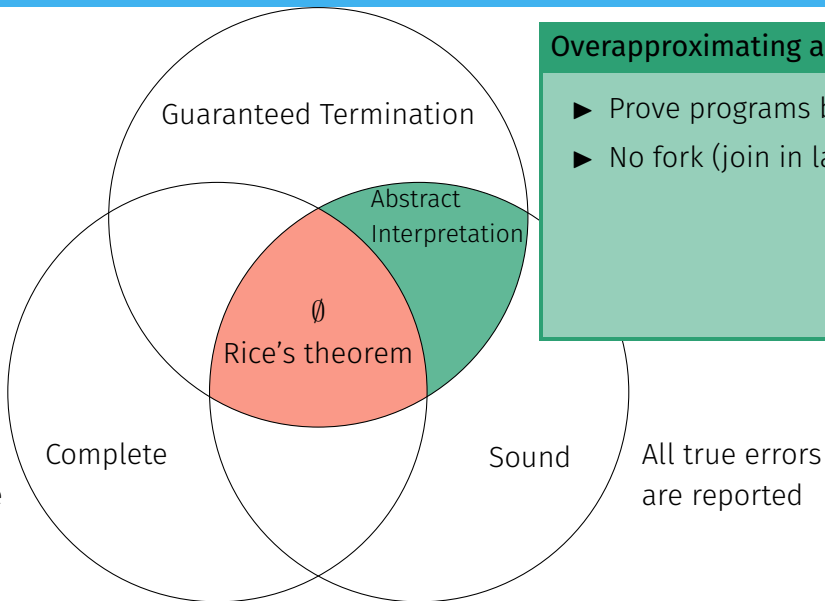 Overapproximating a
Guaranteed Termination
► Prove programs b
► No fork (join in la
Abstract
Interpretation
∅
Rice's theorem
Complete
Sound
All true errors
are reported